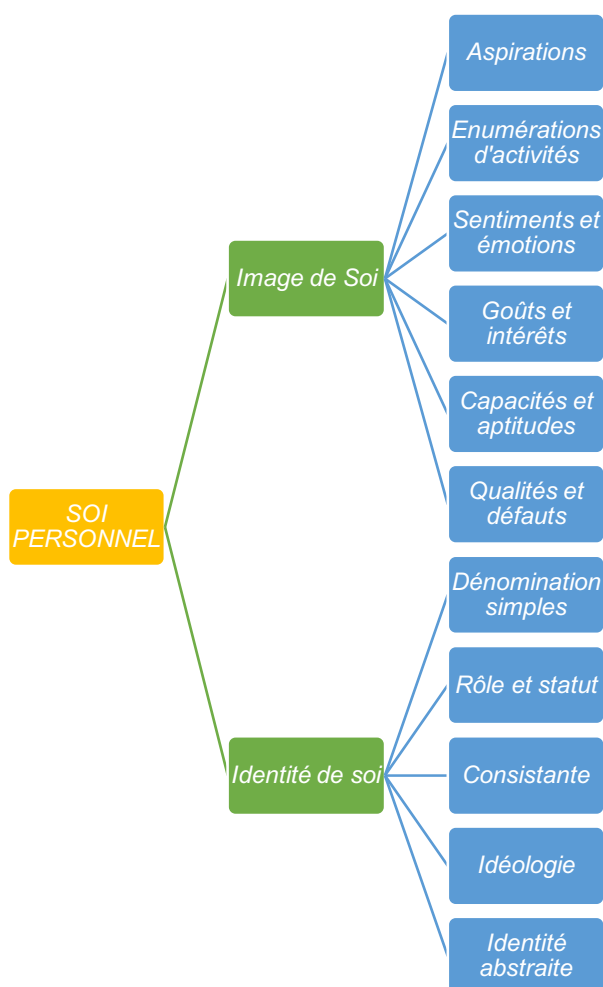 Aspirations
Enumérations
d'activités
Sentiments et
émotions
Goûts et
intérêts
Image de Soi
Capacités et
aptitudes
Qualités et
défauts
SOI
PERSONNEL
Dénomination
simples
Rôle et statut
Identité de soi
Consistante
Idéologie
Identité
abstraite